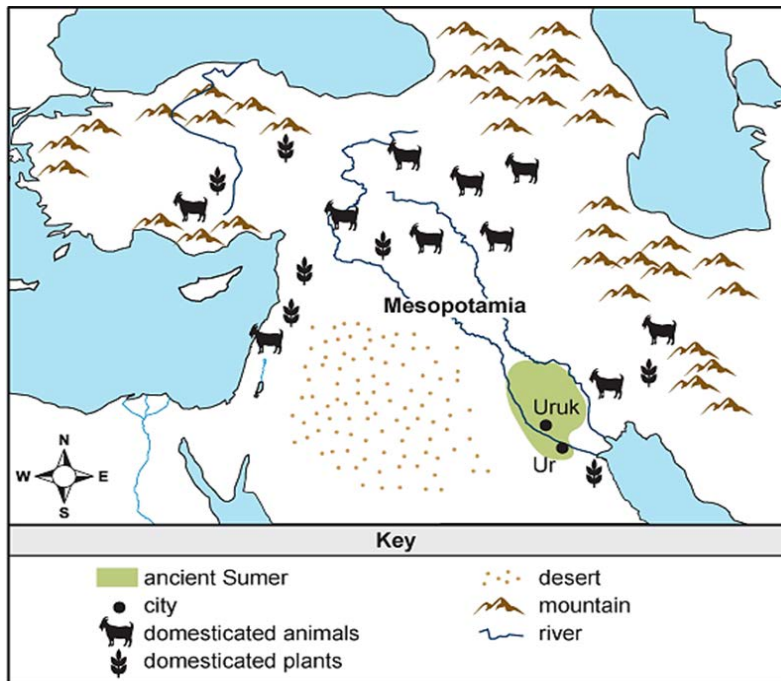 Mesopotamia
Uruk
Ur
N
W E
S
Key
ancient Sumer
city
domesticated animals
domesticated plants
desert
mountain
river